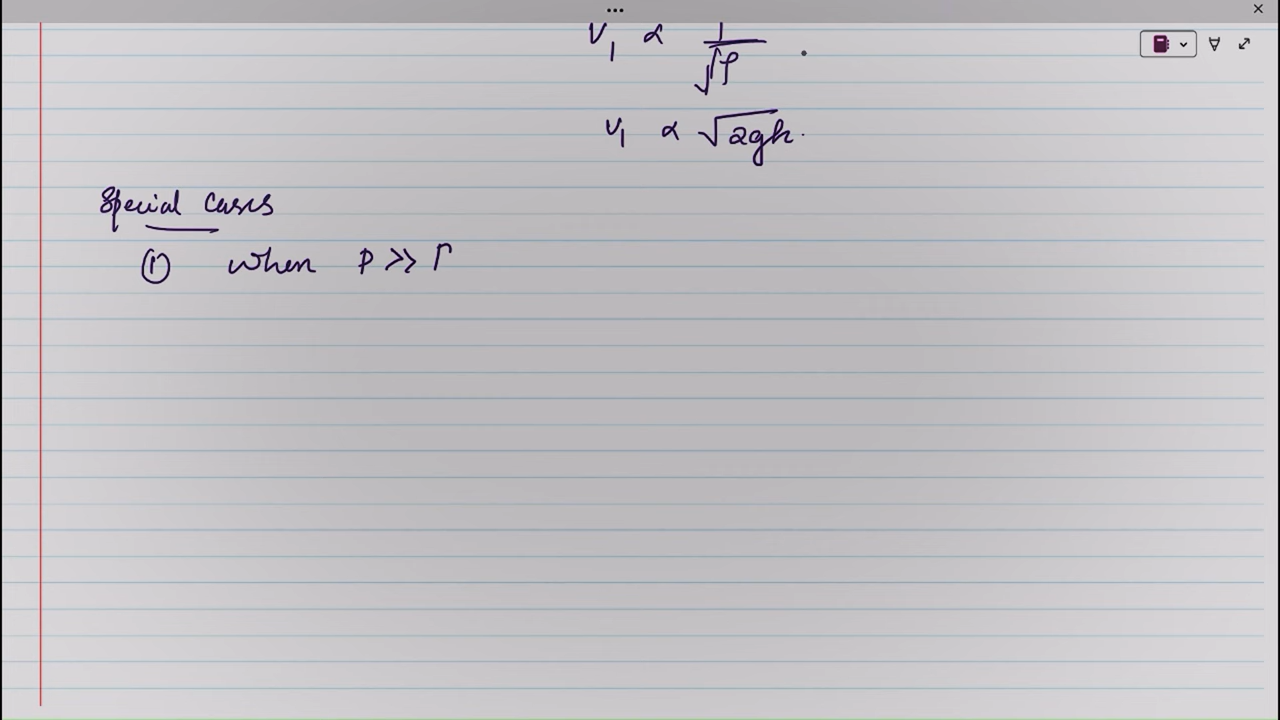 v₁ ∝ 1/√ρ .
v₁ ∝ √2gh.
Special Cases
① when P >>